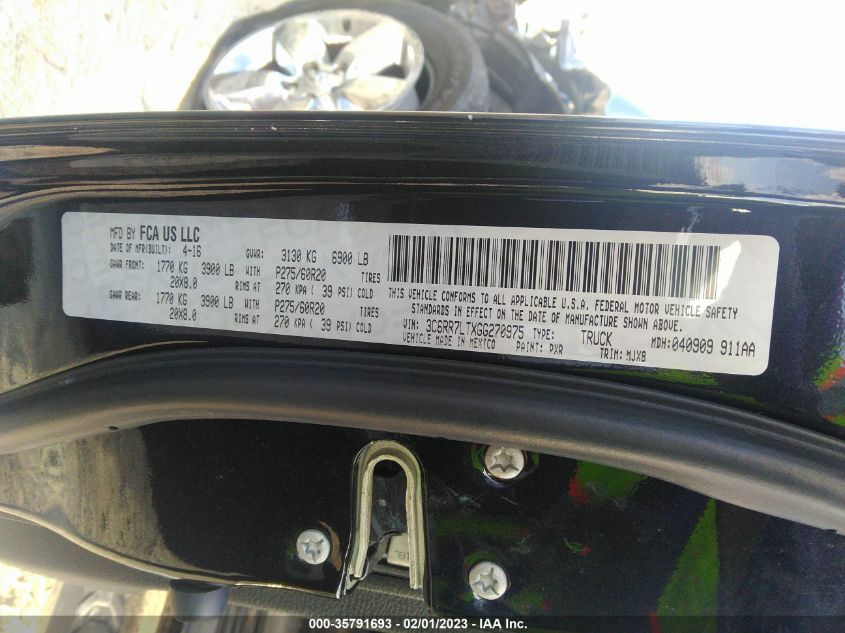 MFD BY FCA US LLC
DATE OF MFR(BUILT): 4-16 GVWR: 3130 KG 6900 LB
GAWR FRONT: 1770 KG 3900 LB WITH P275/60R20 TIRES
20X8.0 RIMS AT 270 KPA ( 39 PSI) COLD
GAWR REAR: 1770 KG 3900 LB WITH P275/60R20 TIRES
20X8.0 RIMS AT 270 KPA ( 39 PSI) COLD
THIS VEHICLE CONFORMS TO ALL APPLICABLE U.S.A. FEDERAL MOTOR VEHICLE SAFETY
STANDARDS IN EFFECT ON THE DATE OF MANUFACTURE SHOWN ABOVE.
VIN: 3C6RR7LTXGG270975 TYPE: TRUCK MDH: 040909 911AA
VEHICLE MADE IN MEXICO PAINT: PXR TRIM: MJX8
000-35791693 - 02/01/2023 - IAA Inc.